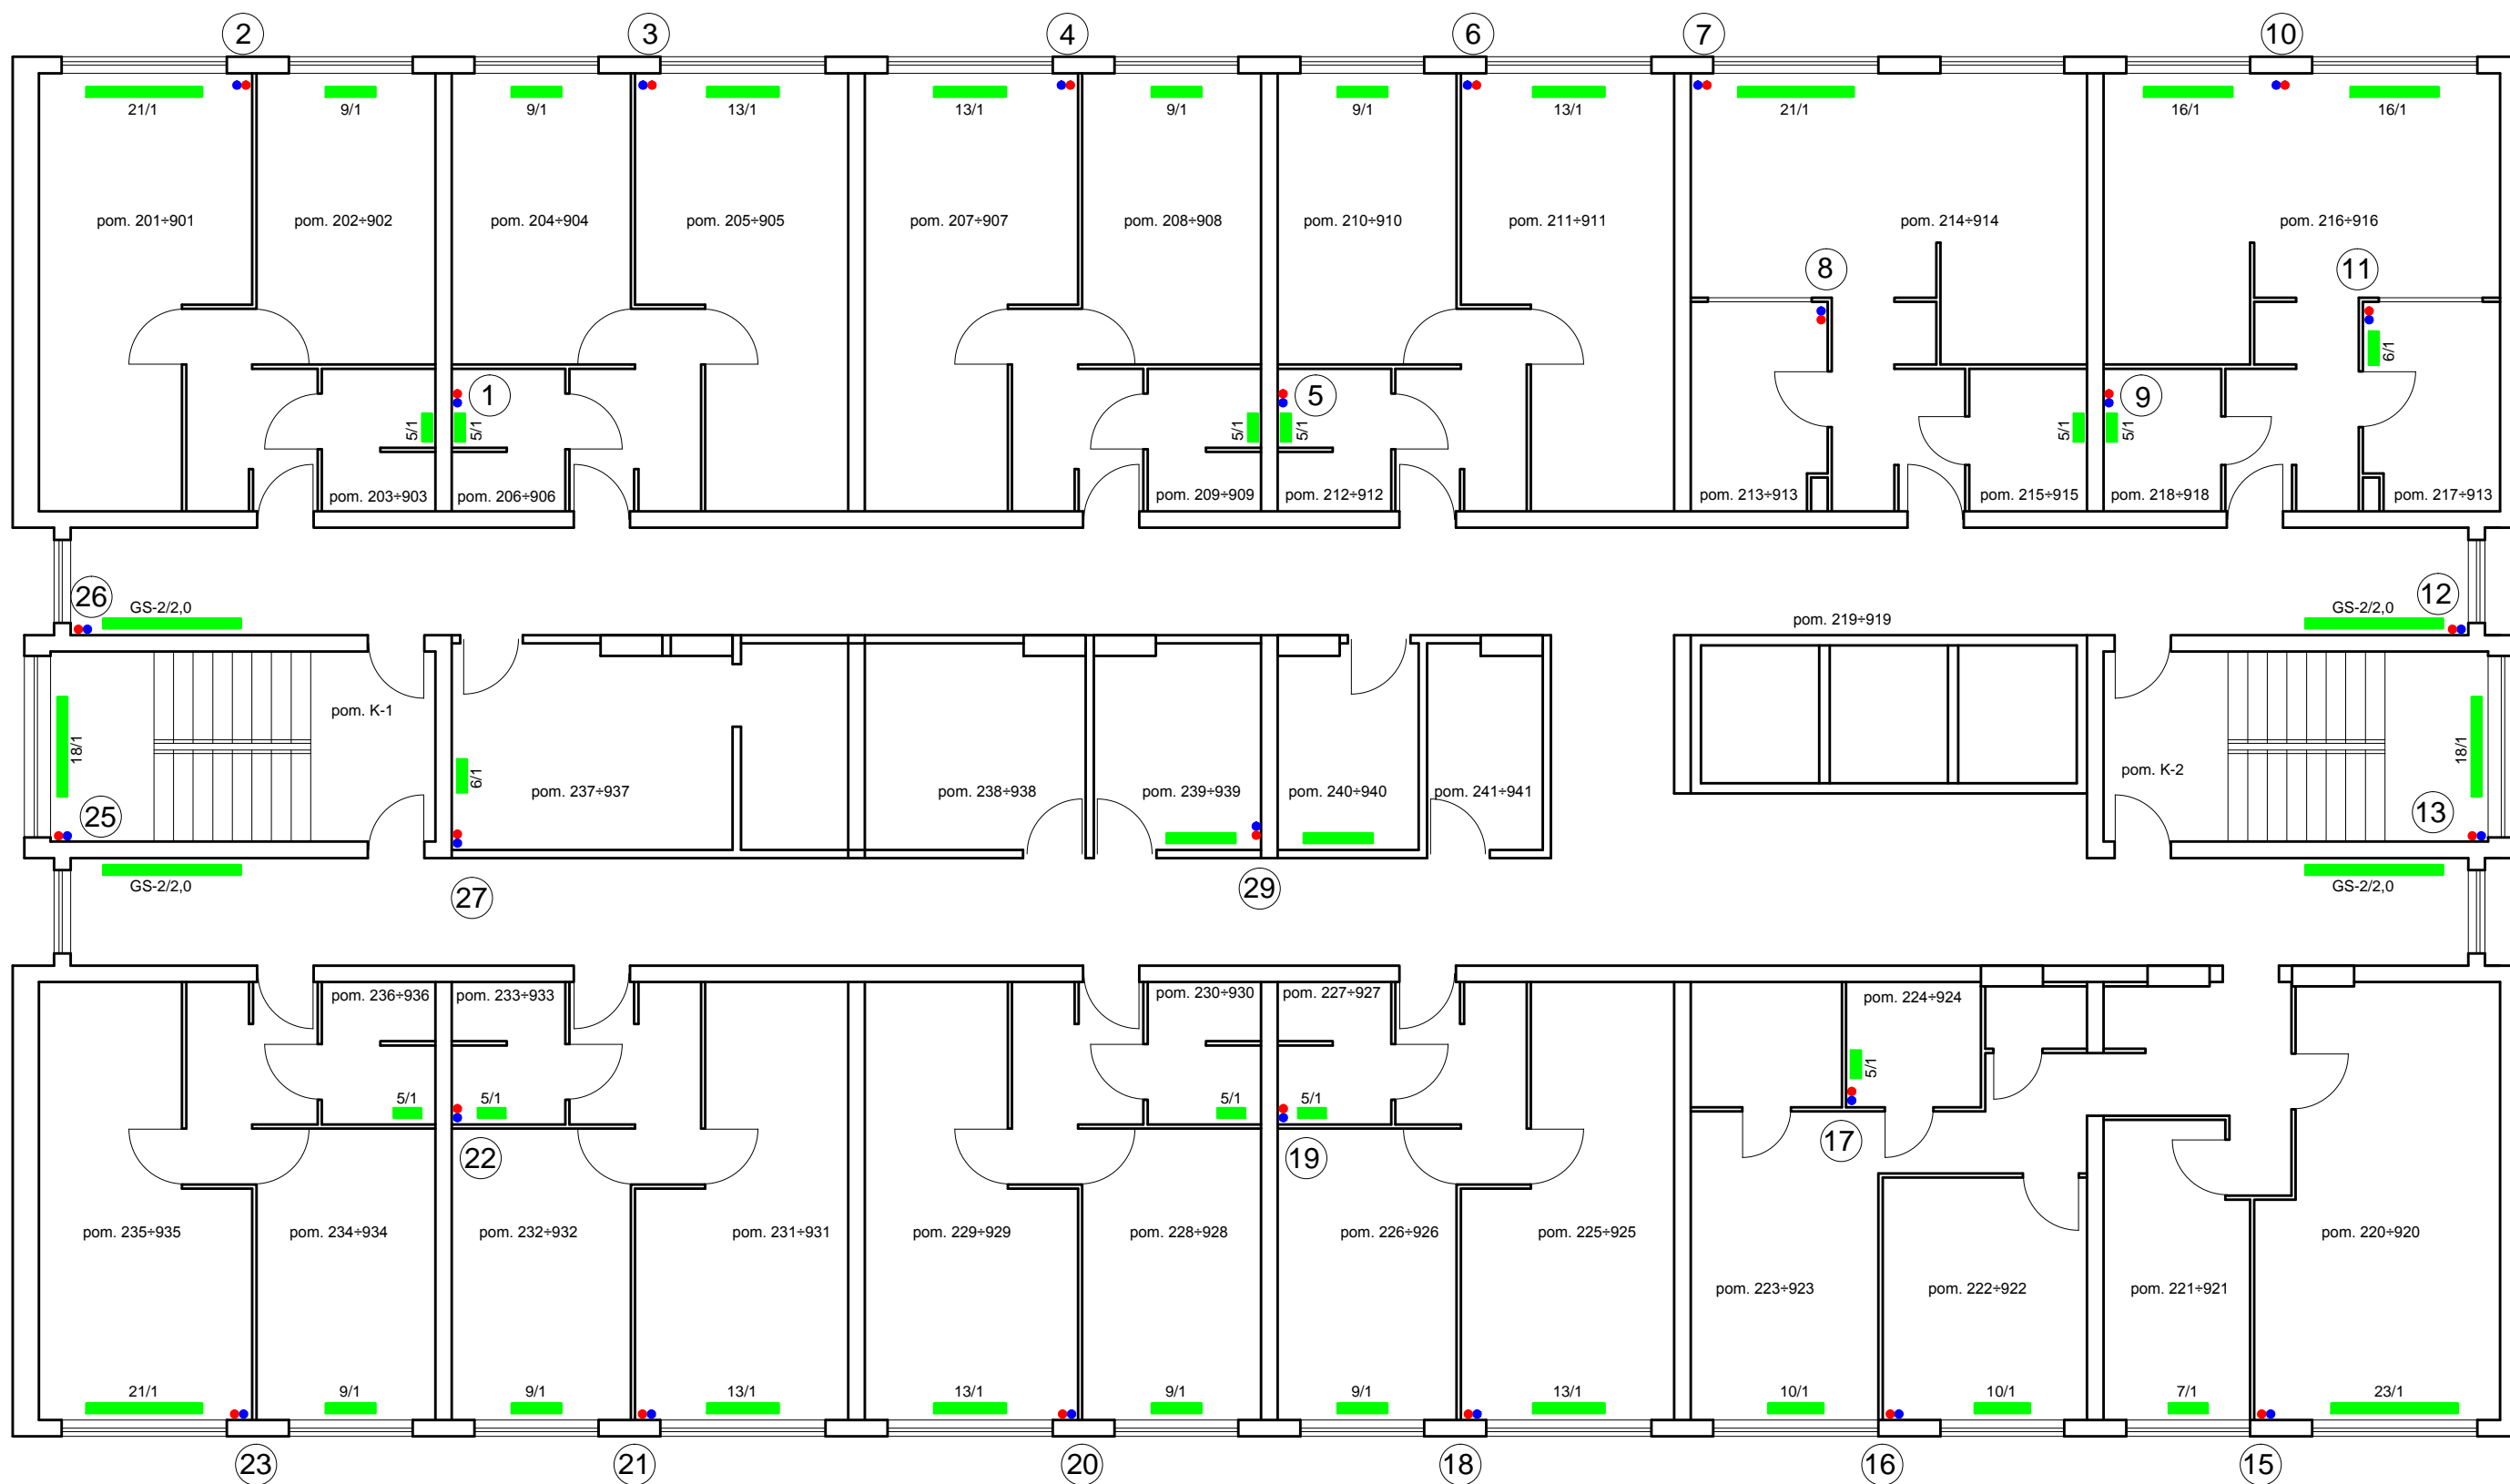 2 3 4 6 7 10
21/1 9/1 9/1 13/1 13/1 9/1 9/1 13/1 21/1 16/1 16/1
pom. 201÷901 pom. 202÷902 pom. 204÷904 pom. 205÷905 pom. 207÷907 pom. 208÷908 pom. 210÷910 pom. 211÷911 pom. 214÷914 pom. 216÷916
8 11
6/1
1 5 9
5/1 5/1 5/1 5/1 5/1 5/1
pom. 203÷903 pom. 206÷906 pom. 209÷909 pom. 212÷912 pom. 213÷913 pom. 215÷915 pom. 218÷918 pom. 217÷913
26 12
GS-2/2,0 GS-2/2,0
pom. 219÷919
pom. K-1
18/1 18/1
pom. K-2
6/1
pom. 237÷937 pom. 238÷938 pom. 239÷939 pom. 240÷940 pom. 241÷941
25 13
GS-2/2,0 GS-2/2,0
27 29
pom. 236÷936 pom. 233÷933 pom. 230÷930 pom. 227÷927 pom. 224÷924
5/1
5/1 5/1 5/1 5/1
22 19 17
pom. 235÷935 pom. 234÷934 pom. 232÷932 pom. 231÷931 pom. 229÷929 pom. 228÷928 pom. 226÷926 pom. 225÷925 pom. 220÷920
pom. 223÷923 pom. 222÷922 pom. 221÷921
21/1 9/1 9/1 13/1 13/1 9/1 9/1 13/1 10/1 10/1 7/1 23/1
23 21 20 18 16 15